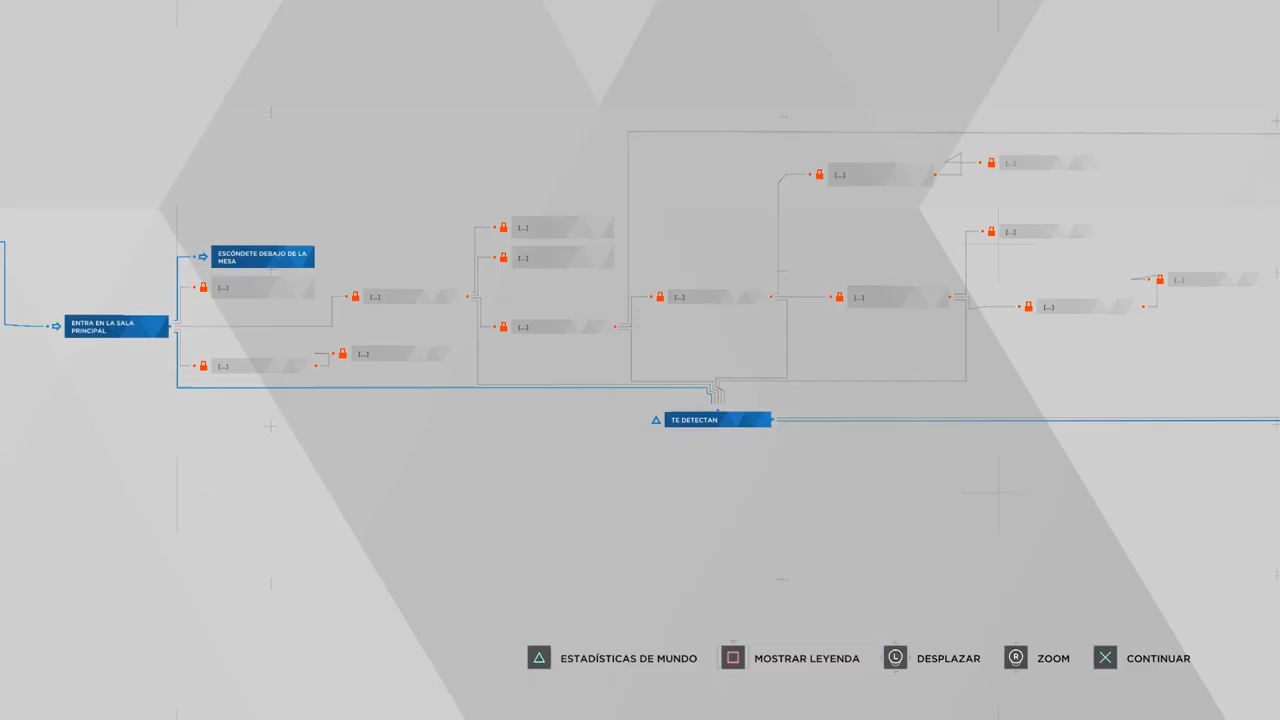 [...]
[...]
[...]
[...]
ESCÓNDETE DEBAJO DE LA
MESA
[...]
[...]
[...]
[...]
[...]
[...]
[...]
ENTRA EN LA SALA
PRINCIPAL
[...]
[...]
[...]
TE DETECTAN
ESTADÍSTICAS DE MUNDO
MOSTRAR LEYENDA
L
DESPLAZAR
R
ZOOM
CONTINUAR